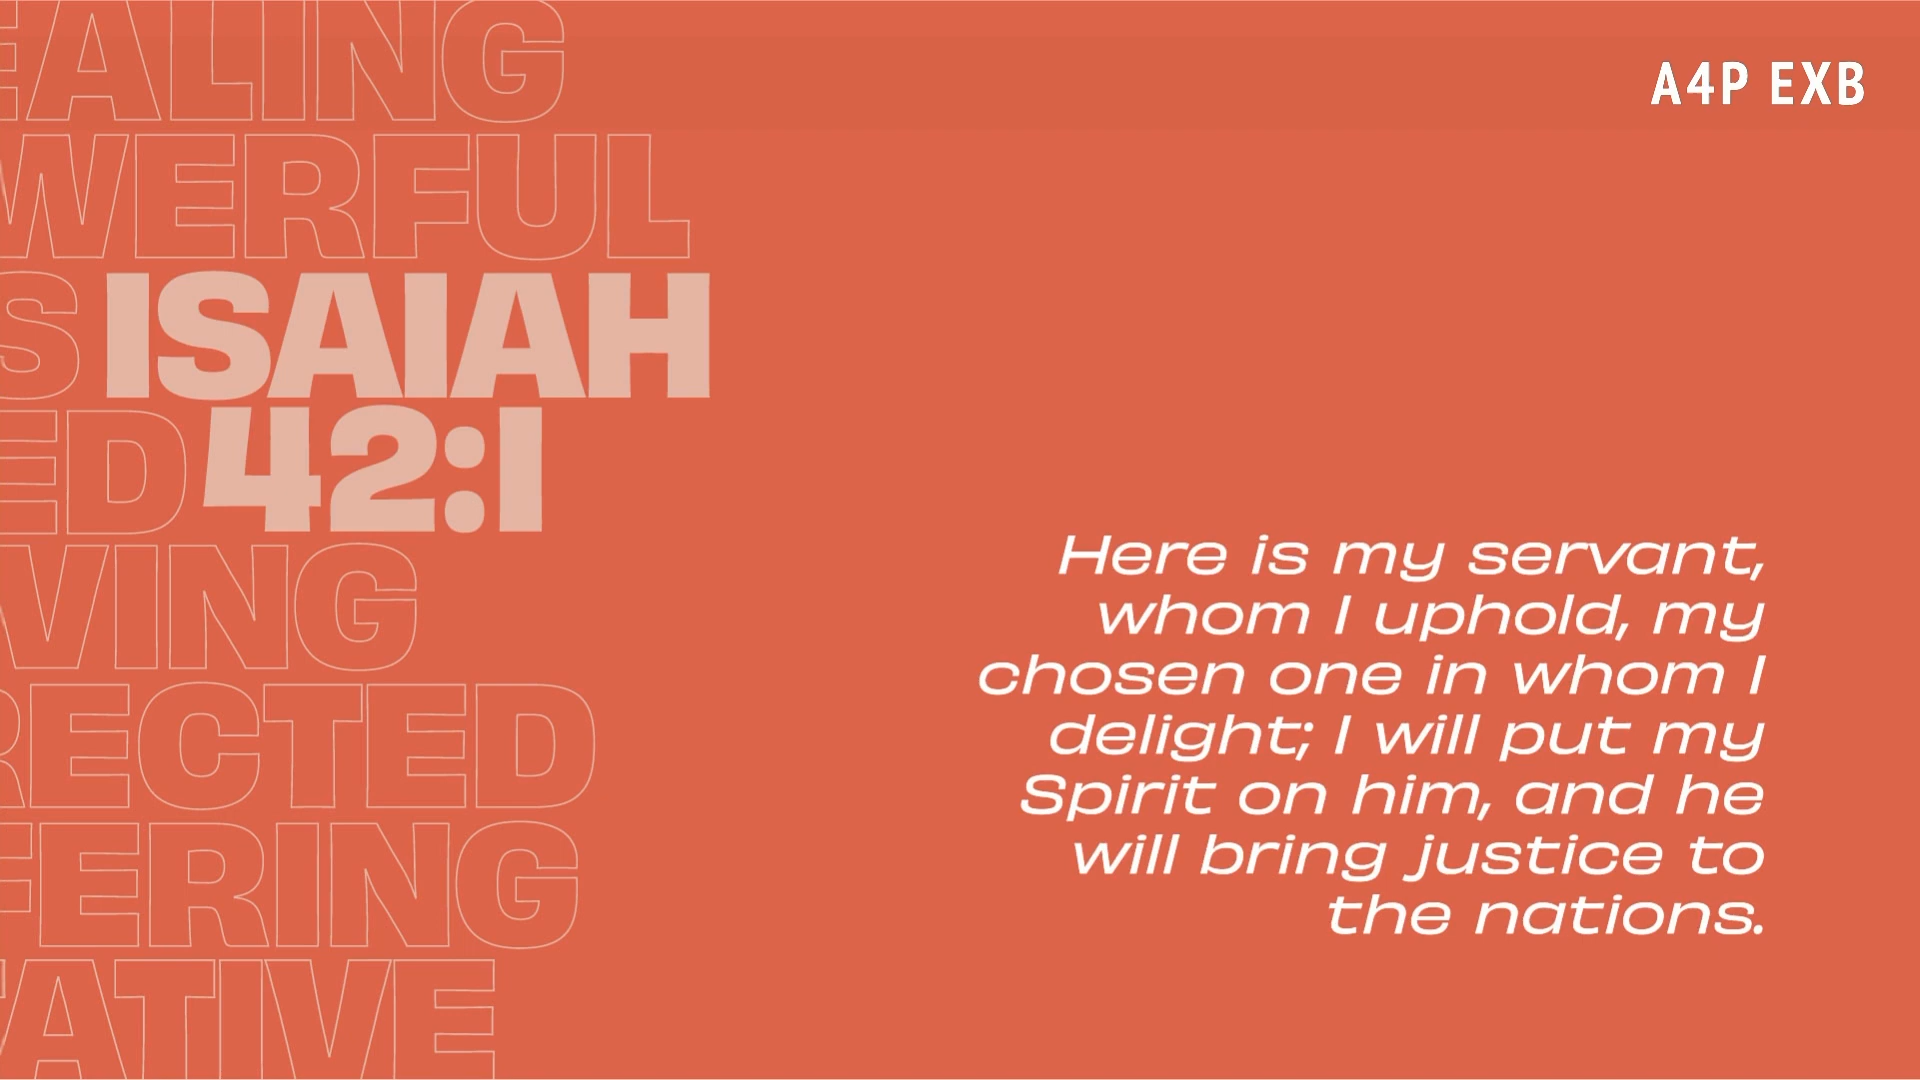 EALING
A4P EXB
WERFUL
S ISAIAH
ED 42:1
VING
RECTED
FERING
ATIVE
Here is my servant,
whom I uphold, my
chosen one in whom I
delight; I will put my
Spirit on him, and he
will bring justice to
the nations.